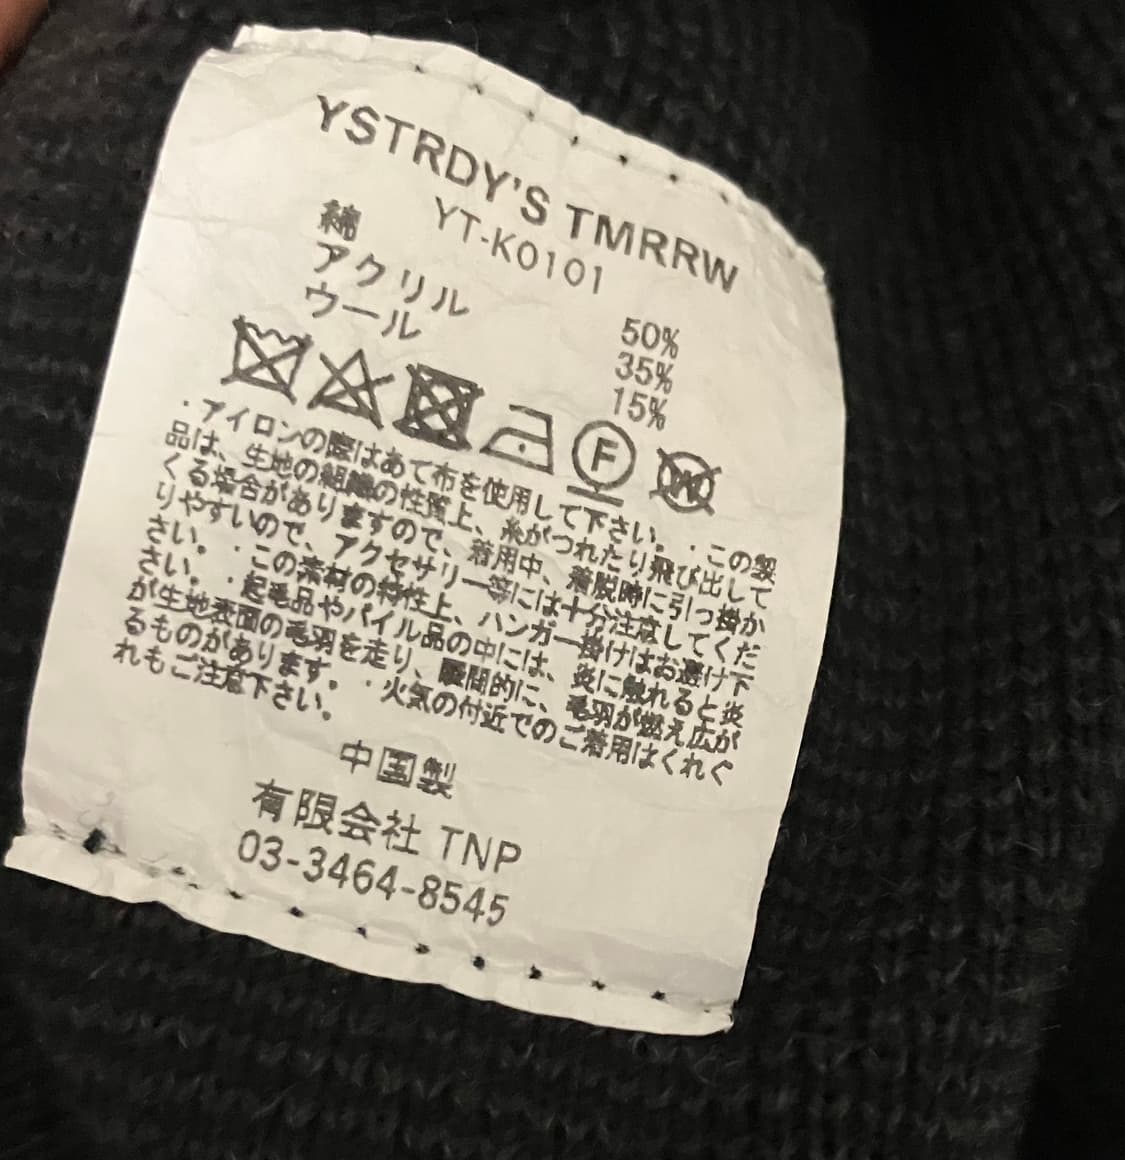 YSTRDY'S TMRRW
YT-K0101
綿 50%
アクリル 35%
ウール 15%
F W
・アイロンの際はあて布を使用して下さい。・この製
品は、生地の組織の性質上、糸がつれたり飛び出して
くる場合がありますので、着用中、着脱時に引っ掛か
りやすいので、アクセサリー等には十分注意してくだ
さい。・この素材の特性上、ハンガー掛けはお避け下
さい。・起毛品やパイル品の中には、炎に触れると炎
が生地表面の毛羽を走り、瞬間的に、毛羽が燃え広が
るものがあります。・火気の付近でのご着用はくれぐ
れもご注意下さい。
中国製
有限会社 TNP
03-3464-8545